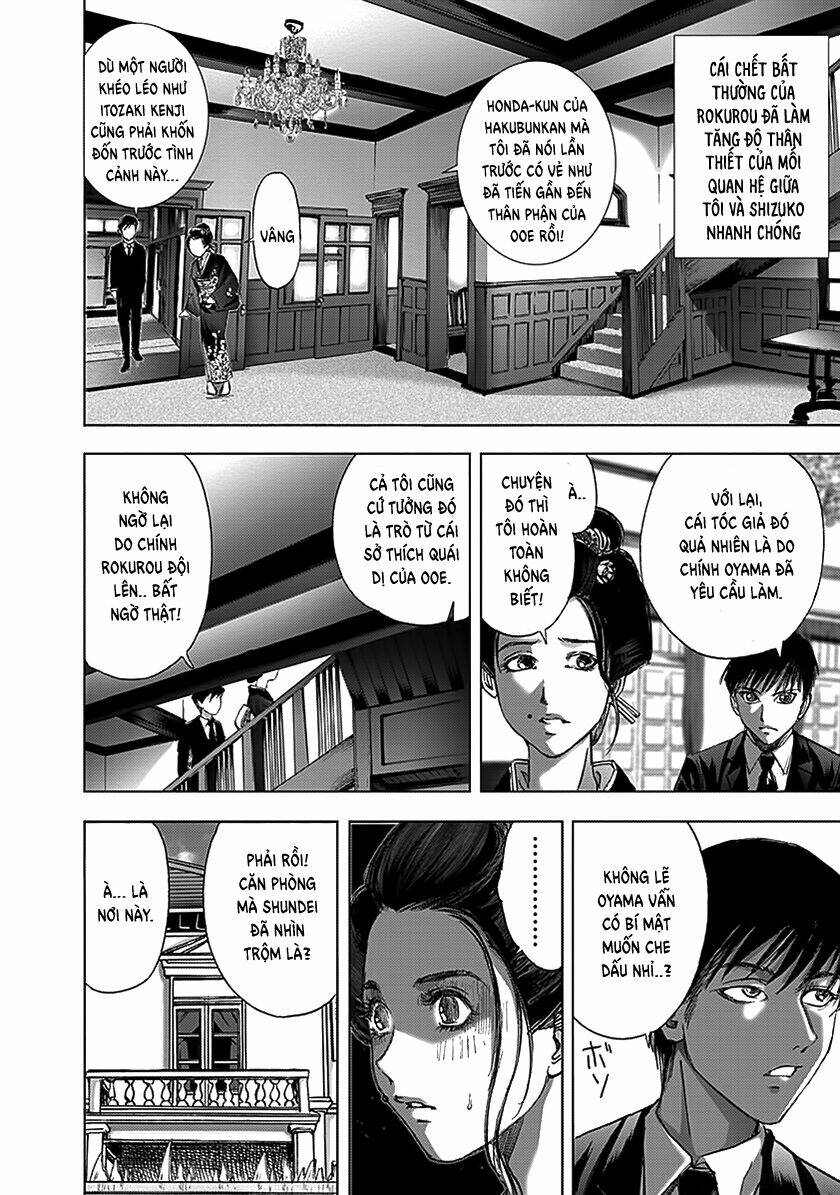 CÁI CHẾT BẤT
THƯỜNG CỦA
ROKUROU ĐÃ LÀM
TĂNG ĐỘ THÂN
THIẾT CỦA MỐI
QUAN HỆ GIỮA
TÔI VÀ SHIZUKO
NHANH CHÓNG
HONDA-KUN CỦA
HAKUBUNKAN MÀ
TÔI ĐÃ NÓI LẦN
TRƯỚC CÓ VẺ NHƯ
ĐÃ TIẾN GẦN ĐẾN
THÂN PHẬN CỦA
OOE RỒI!
VÂNG
DÙ MỘT NGƯỜI
KHÉO LÉO NHƯ
ITOZAKI KENJI
CŨNG PHẢI KHỐN
ĐỐN TRƯỚC TÌNH
CẢNH NÀY...
VỚI LẠI,
CÁI TÓC GIẢ ĐÓ
QUẢ NHIÊN LÀ DO
CHÍNH OYAMA ĐÃ
YÊU CẦU LÀM.
À..
CHUYỆN
ĐÓ THÌ
TÔI HOÀN
TOÀN
KHÔNG
BIẾT!
CẢ TÔI CŨNG
CỨ TƯỞNG ĐÓ
LÀ TRÒ TỪ CÁI
SỞ THÍCH QUÁI
DỊ CỦA OOE.
KHÔNG
NGỜ LẠI
DO CHÍNH
ROKUROU ĐỘI
LÊN.. BẤT
NGỜ THẬT!
KHÔNG LẼ
OYAMA VẪN
CÓ BÍ MẬT
MUỐN CHE
DẤU NHỈ..?
ボソ
.........
PHẢI RỒI!
CĂN PHÒNG
MÀ SHUNDEI
ĐÃ NHÌN
TRỘM LÀ?
À... LÀ
NƠI NÀY.